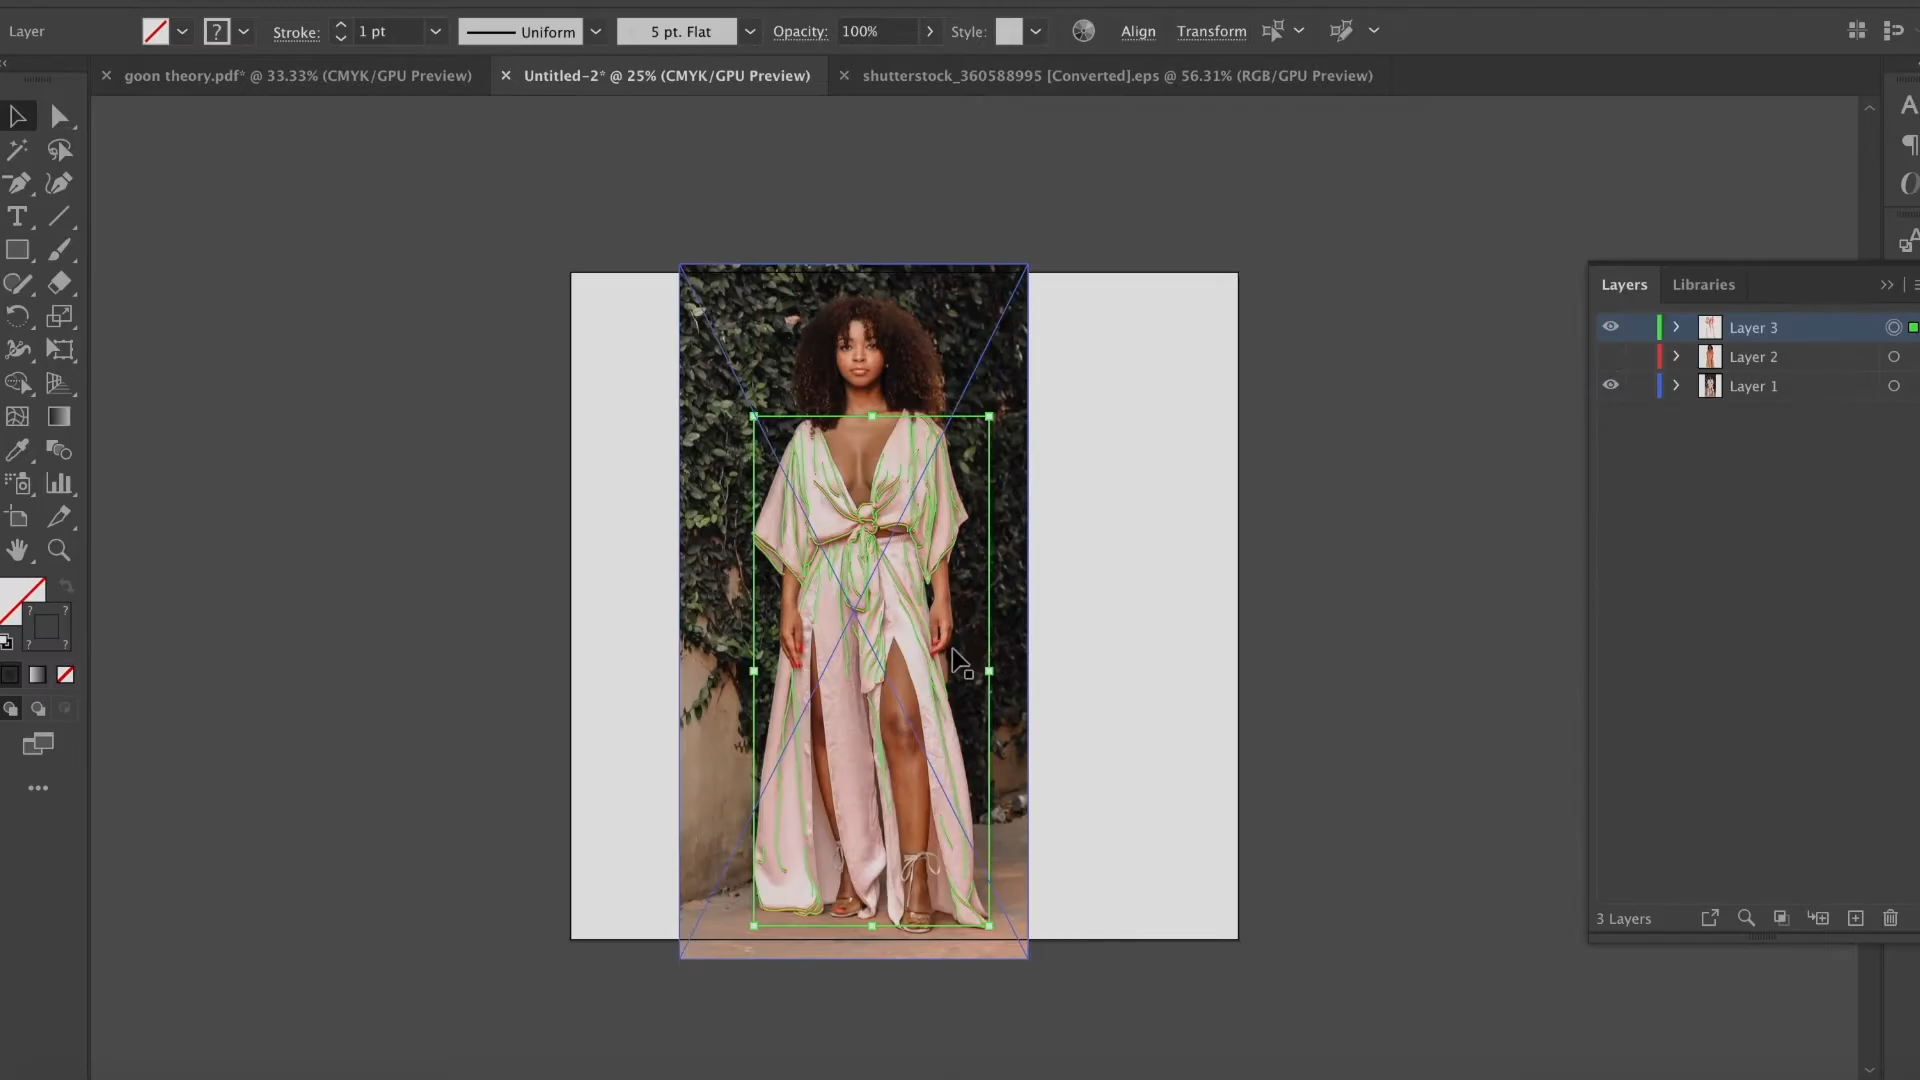 Layer
?
Stroke:
1 pt
Uniform
5 pt. Flat
Opacity:
100%
Style:
Align
Transform
goon theory.pdf* @ 33.33% (CMYK/GPU Preview)
Untitled-2* @ 25% (CMYK/GPU Preview)
shutterstock_360588995 [Converted].eps @ 56.31% (RGB/GPU Preview)
Layers
Libraries
Layer 3
Layer 2
Layer 1
? ?
? ?
3 Layers